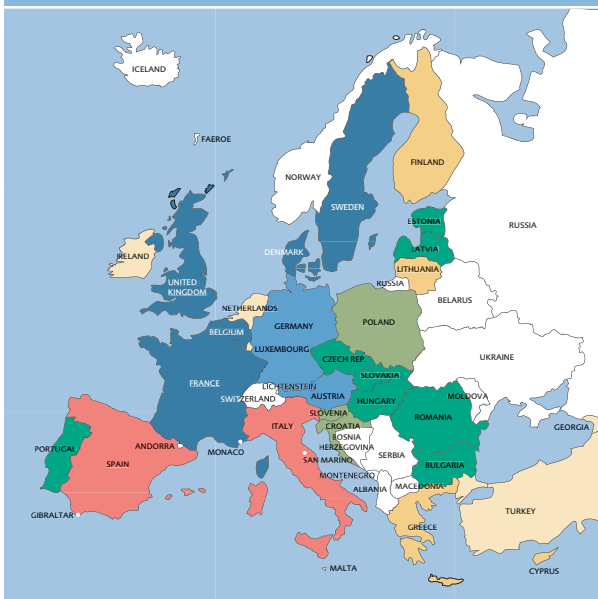 ICELAND
FAEROE
NORWAY
FINLAND
SWEDEN
ESTONIA
RUSSIA
LATVIA
DENMARK
IRELAND
LITHUANIA
RUSSIA
UNITED
KINGDOM
BELARUS
NETHERLANDS
POLAND
GERMANY
BELGIUM
LUXEMBOURG
CZECH REP.
UKRAINE
SLOVAKIA
FRANCE
LICHTENSTEIN
SWITZERLAND
AUSTRIA
HUNGARY
MOLDOVA
SLOVENIA
ROMANIA
CROATIA
ITALY
GEORGIA
BOSNIA
HERZEGOVINA
ANDORRA
PORTUGAL
MONACO
SERBIA
SAN MARINO
SPAIN
BULGARIA
MONTENEGRO
MACEDONIA
ALBANIA
GIBRALTAR
TURKEY
GREECE
MALTA
CYPRUS